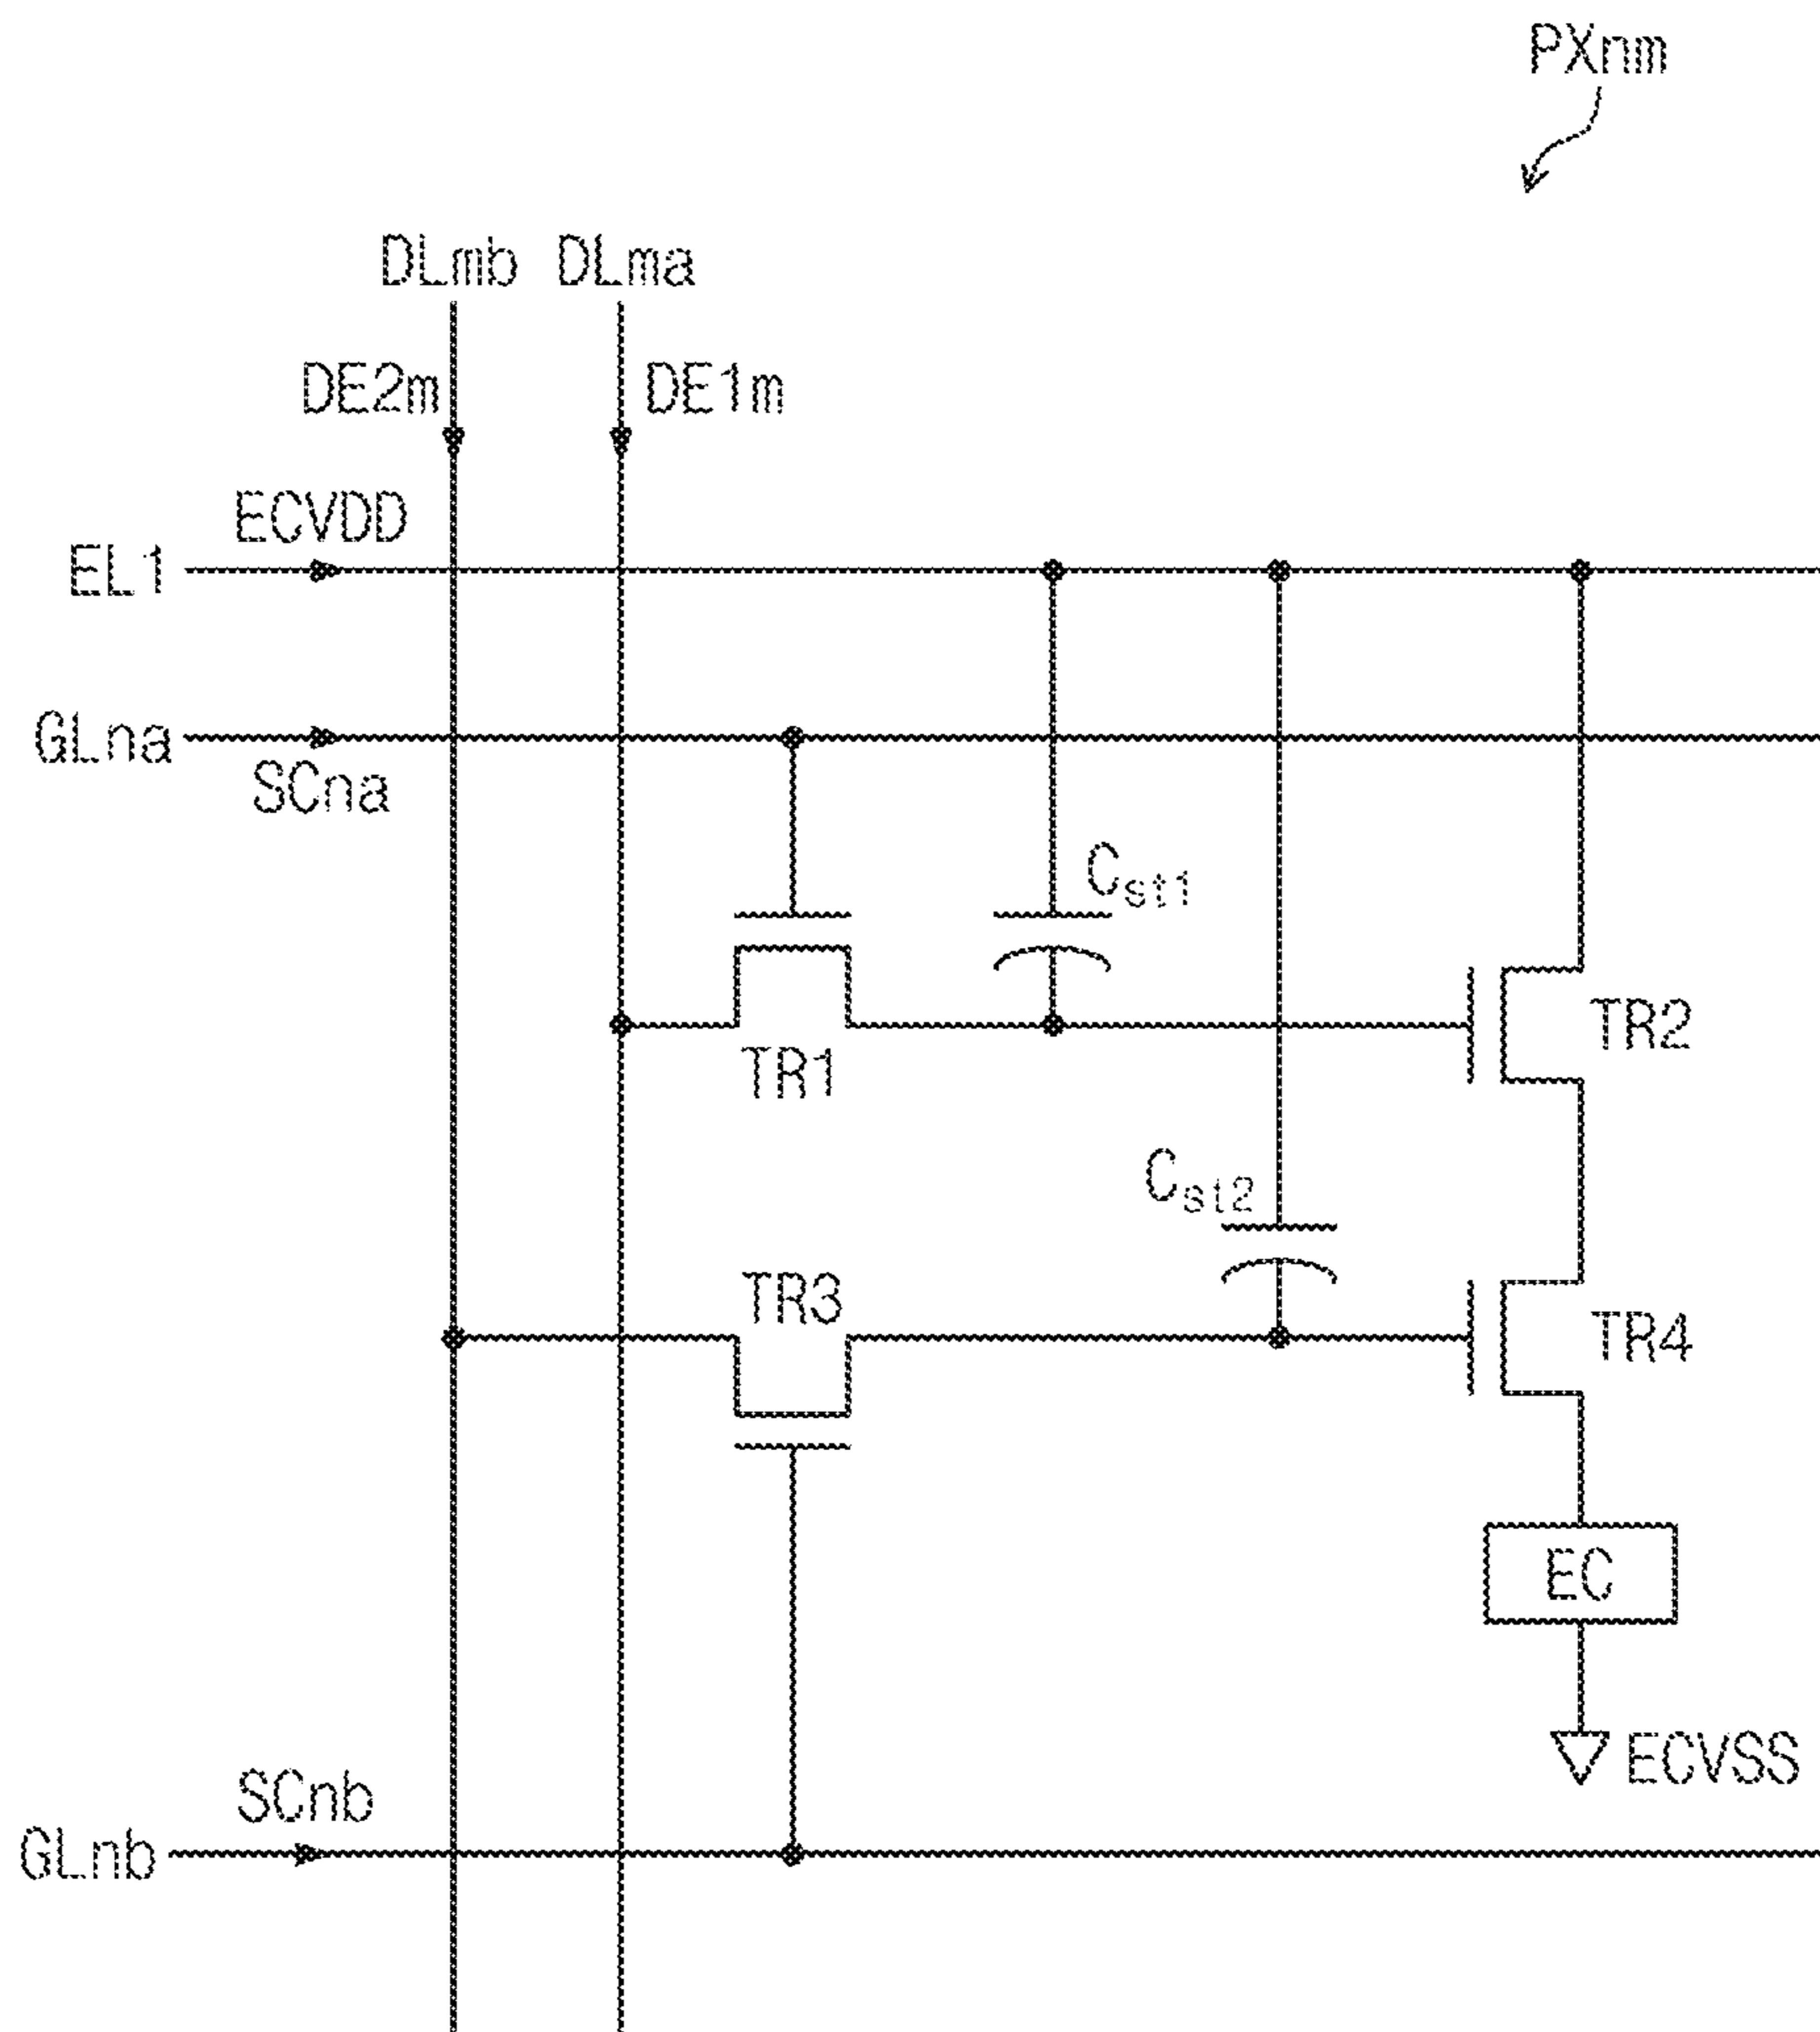 PXnm
DLmb DLma
DE2m DE1m
ECVDD
EL1
GLna
SCna
Cst1
TR2
TR1
Cst2
TR3
TR4
EC
ECVSS
SCnb
GLnb